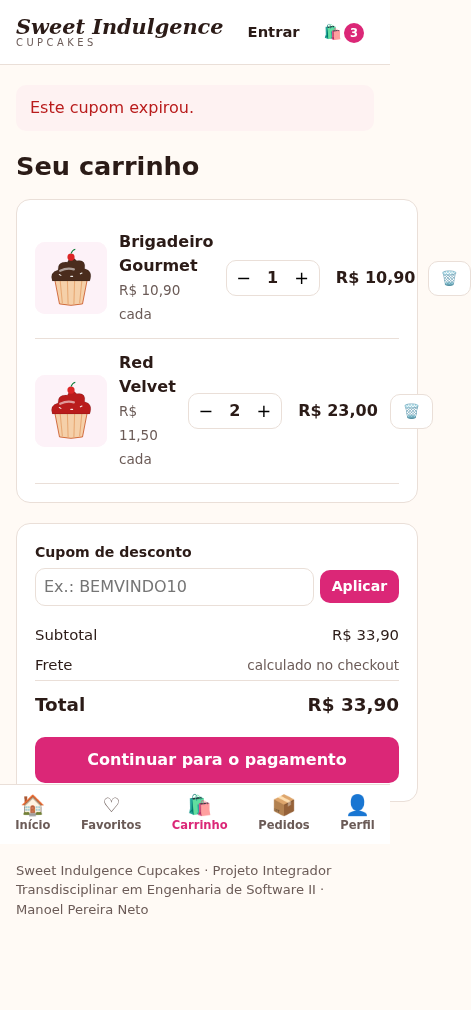 Sweet Indulgence
CUPCAKES
Entrar
3
Este cupom expirou.
Seu carrinho
Brigadeiro
Gourmet
R$ 10,90
cada
− 1 +
R$ 10,90
Red
Velvet
R$
11,50
cada
− 2 +
R$ 23,00
Cupom de desconto
Ex.: BEMVINDO10
Aplicar
Subtotal R$ 33,90
Frete calculado no checkout
Total R$ 33,90
Continuar para o pagamento
Início Favoritos Carrinho Pedidos Perfil
Sweet Indulgence Cupcakes · Projeto Integrador
Transdisciplinar em Engenharia de Software II ·
Manoel Pereira Neto